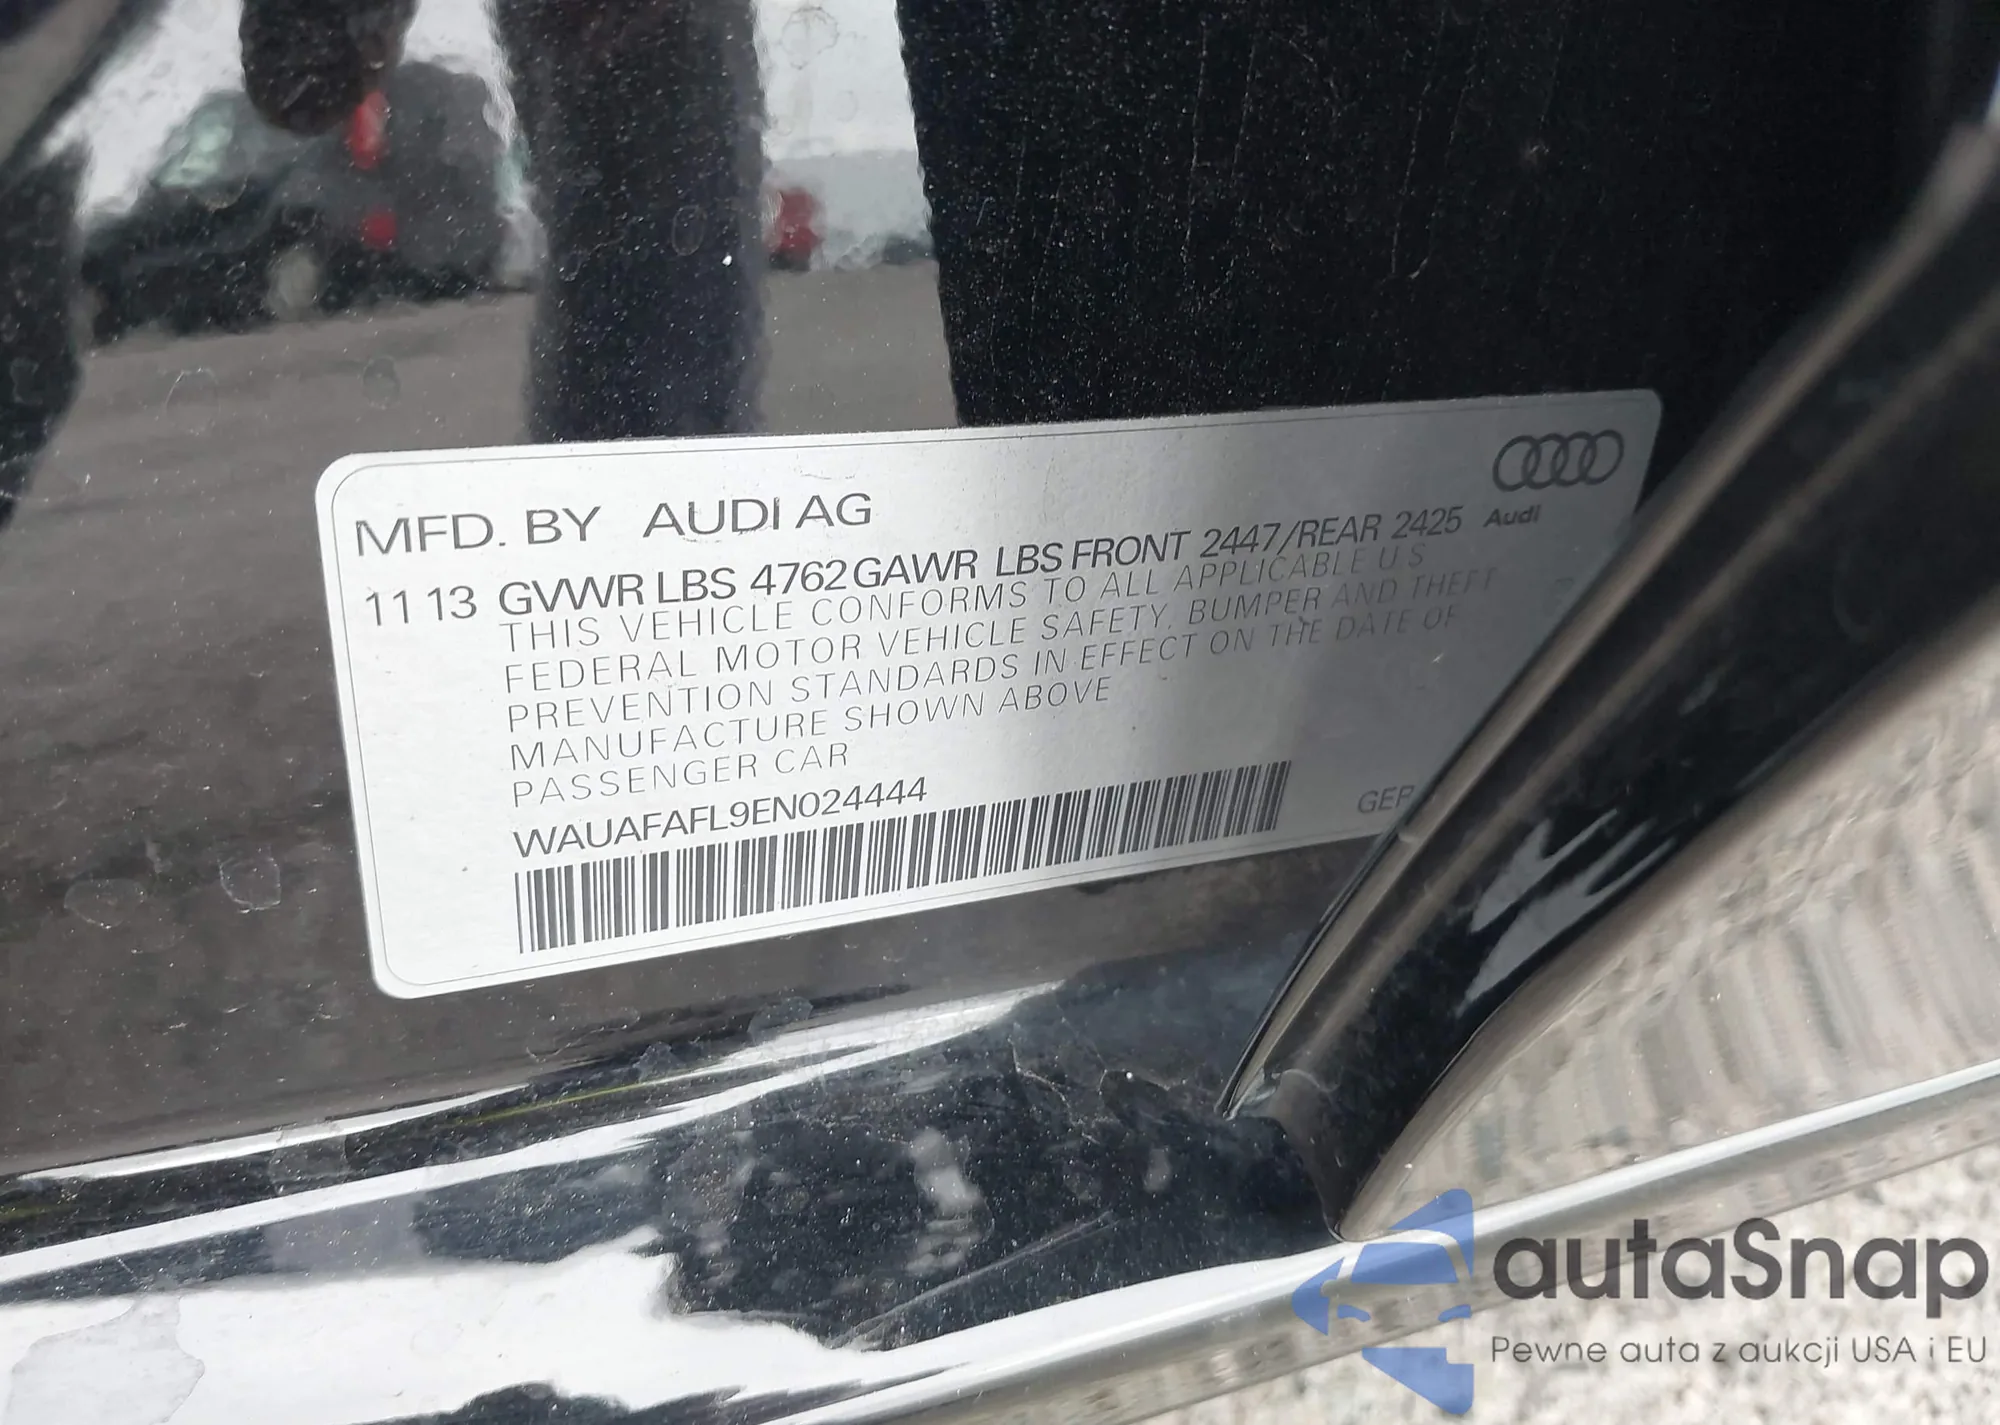 MFD. BY AUDI AG
Audi
11 13 GVWR LBS 4762 GAWR LBS FRONT 2447/REAR 2425
THIS VEHICLE CONFORMS TO ALL APPLICABLE U S
FEDERAL MOTOR VEHICLE SAFETY, BUMPER AND THEFT
PREVENTION STANDARDS IN EFFECT ON THE DATE OF
MANUFACTURE SHOWN ABOVE
PASSENGER CAR
WAUAFAFL9EN024444
autaSnap
Pewne auta z aukcji USA i EU